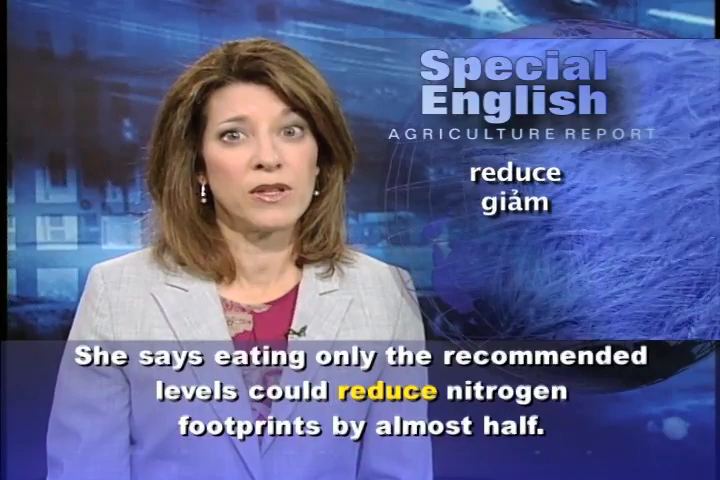 Special
English
AGRICULTURE REPORT
reduce
giảm
She says eating only the recommended
levels could reduce nitrogen
footprints by almost half.